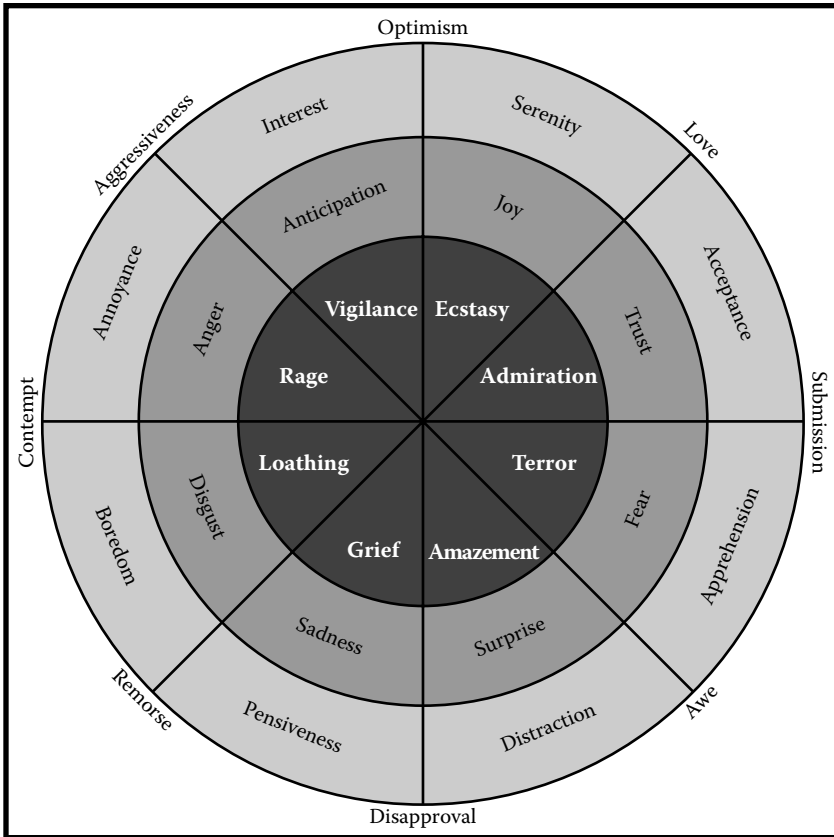 Optimism
Aggressiveness
Interest
Serenity
Love
Anticipation
Joy
Annoyance
Acceptance
Anger
Vigilance
Ecstasy
Trust
Rage
Admiration
Contempt
Submission
Loathing
Terror
Disgust
Fear
Boredom
Apprehension
Grief
Amazement
Sadness
Surprise
Remorse
Awe
Pensiveness
Distraction
Disapproval